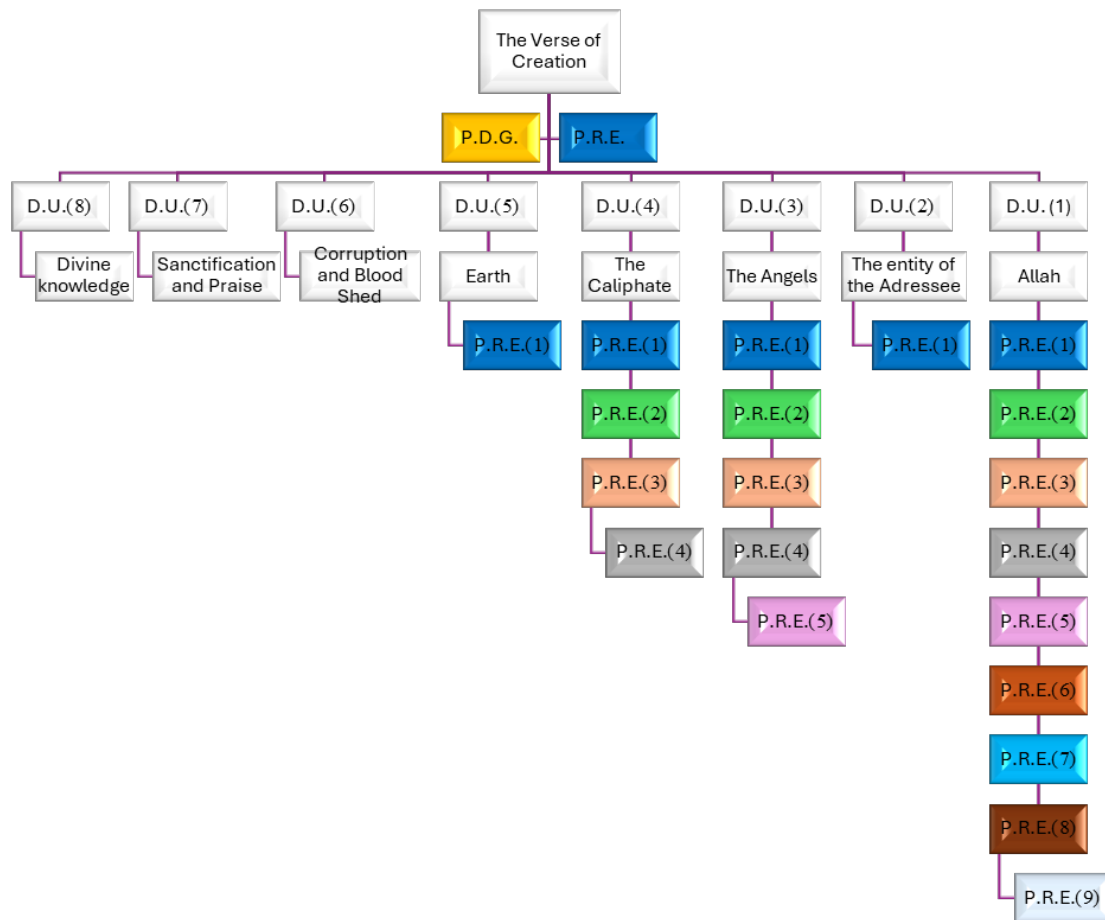 The Verse of
Creation
P.D.G.
P.R.E.
D.U.(8)
D.U.(7)
D.U.(6)
D.U.(5)
D.U.(4)
D.U.(3)
D.U.(2)
D.U. (1)
Divine
knowledge
Sanctification
and Praise
Corruption
and Blood
Shed
Earth
The
Caliphate
The Angels
The entity of
the Adressee
Allah
P.R.E.(1)
P.R.E.(1)
P.R.E.(1)
P.R.E.(1)
P.R.E.(1)
P.R.E.(2)
P.R.E.(2)
P.R.E.(2)
P.R.E.(3)
P.R.E.(3)
P.R.E.(3)
P.R.E.(4)
P.R.E.(4)
P.R.E.(4)
P.R.E.(5)
P.R.E.(5)
P.R.E.(6)
P.R.E.(7)
P.R.E.(8)
P.R.E.(9)